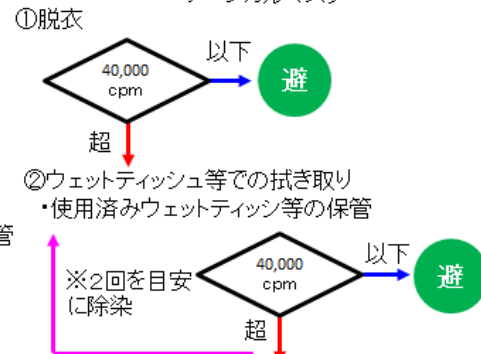 ①脱衣
40,000
cpm
以下
避
超
②ウェットティッシュ等での拭き取り
・使用済みウェットティッシ等の保管
管
※2回を目安
に除染
40,000
cpm
以下
避
超